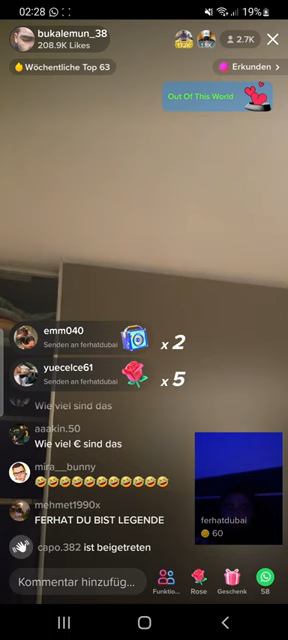 02:28
19%
bukalemun_38
208.9K Likes
2.7K
Wöchentliche Top 63
Erkunden >
Out Of This World
emm040
Senden an ferhatdubai
x 2
yuecelce61
Senden an ferhatdubai
x 5
Wie viel sind das
aaakin.50
Wie viel € sind das
mira__bunny
🤣🤣🤣🤣🤣🤣🤣🤣🤣🤣🤣
mehmet1990x
FERHAT DU BIST LEGENDE
capo.382 ist beigetreten
ferhatdubai
60
Kommentar hinzufüg...
Funktio...
Rose
Geschenk
58